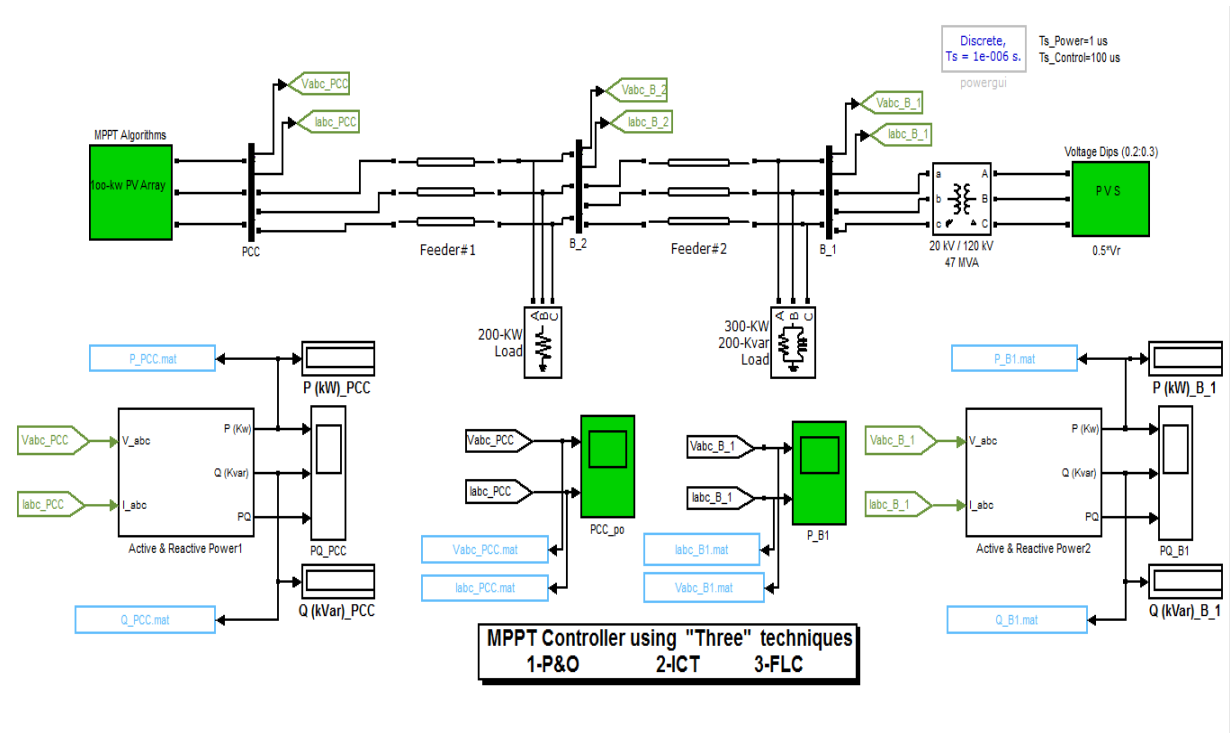 Discrete,
Ts = 1e-006 s.
powergui
Ts_Power=1 us
Ts_Control=100 us
Vabc_PCC
Iabc_PCC
Vabc_B_2
Iabc_B_2
Vabc_B_1
Iabc_B_1
MPPT Algorithms
1oo-kw PV Array
PCC
Feeder#1
B_2
Feeder#2
B_1
a
b
c
A
B
C
20 kV / 120 kV
47 MVA
Voltage Dips (0.2:0.3)
P V S
0.5*Vr
A B C
200-KW
Load
A B C
300-KW
200-Kvar
Load
P_PCC.mat
P (kW)_PCC
Vabc_PCC
Iabc_PCC
V_abc
I_abc
P (Kw)
Q (Kvar)
PQ
Active & Reactive Power1
PQ_PCC
Q_PCC.mat
Q (kVar)_PCC
Vabc_PCC
Iabc_PCC
PCC_po
Vabc_PCC.mat
Iabc_PCC.mat
Vabc_B_1
Iabc_B_1
P_B1
Iabc_B1.mat
Vabc_B1.mat
P_B1.mat
P (kW)_B_1
Vabc_B_1
Iabc_B_1
V_abc
I_abc
P (Kw)
Q (Kvar)
PQ
Active & Reactive Power2
PQ_B1
Q_B1.mat
Q (kVar)_B_1
MPPT Controller using "Three" techniques
1-P&O 2-ICT 3-FLC